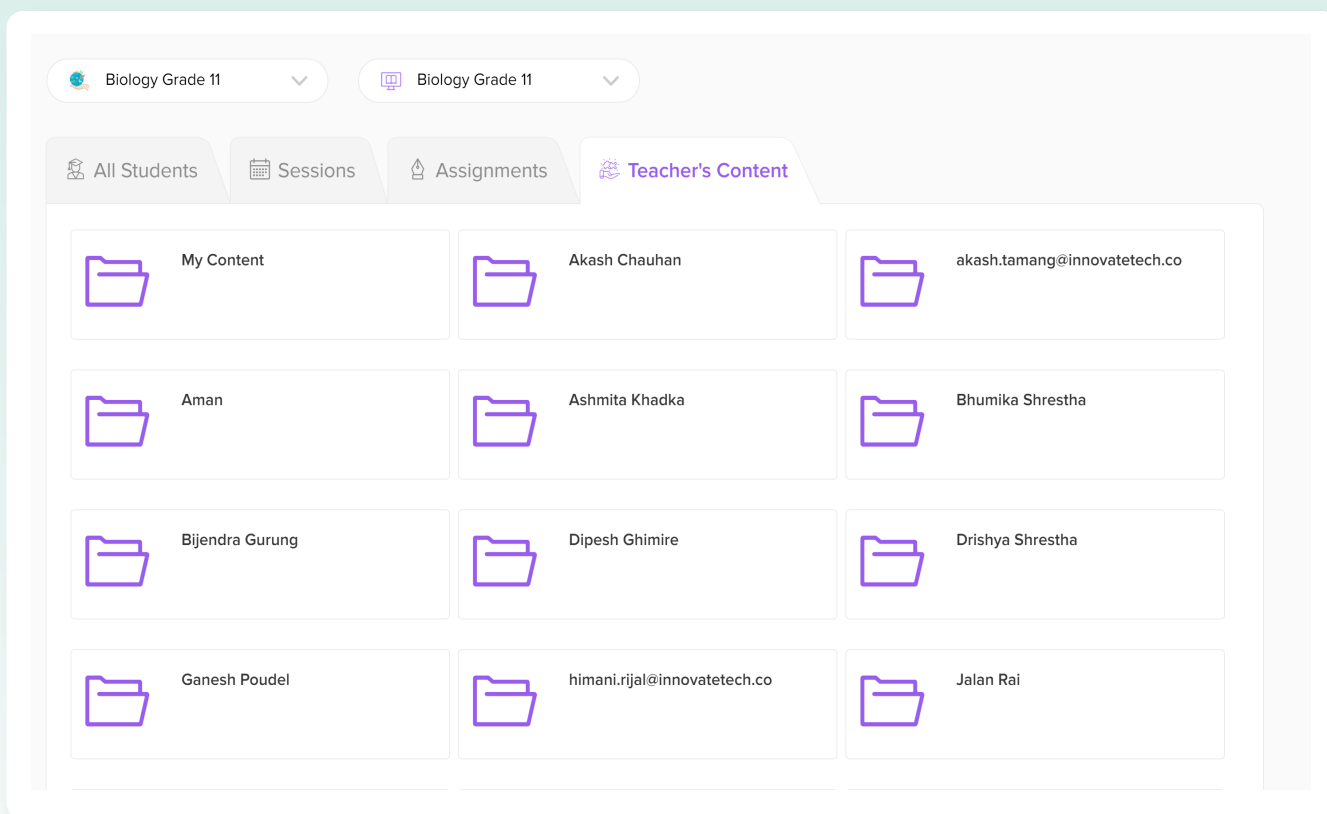 Biology Grade 11
Biology Grade 11
All Students
Sessions
Assignments
Teacher's Content
My Content
Akash Chauhan
akash.tamang@innovatetech.co
Aman
Ashmita Khadka
Bhumika Shrestha
Bijendra Gurung
Dipesh Ghimire
Drishya Shrestha
Ganesh Poudel
himani.rijal@innovatetech.co
Jalan Rai